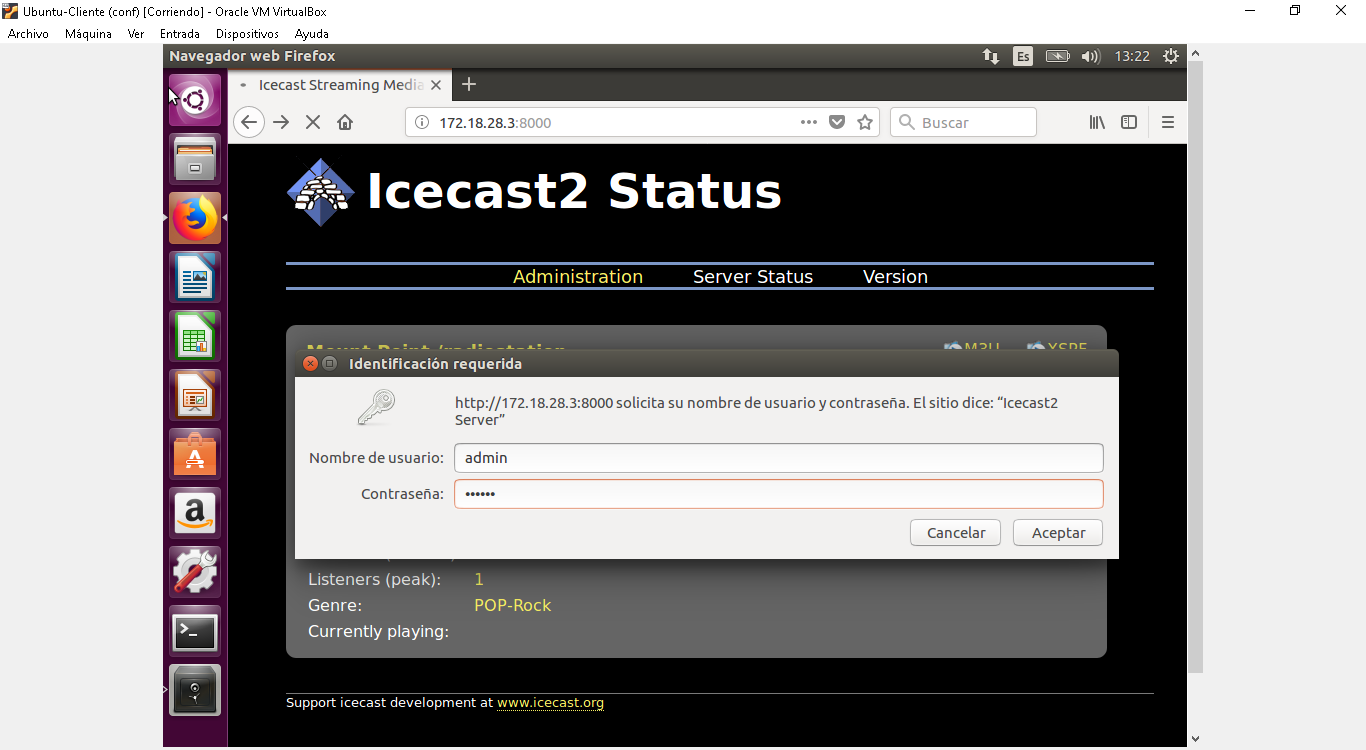 Ubuntu-Cliente (conf) [Corriendo] - Oracle VM VirtualBox
Archivo Máquina Ver Entrada Dispositivos Ayuda
Navegador web Firefox
Es
13:22
Icecast Streaming Media
172.18.28.3:8000
Buscar
Icecast2 Status
Administration Server Status Version
Mount Point /radiostation
M3U XSPF
Identificación requerida
http://172.18.28.3:8000 solicita su nombre de usuario y contraseña. El sitio dice: “Icecast2
Server”
Nombre de usuario: admin
Contraseña: ••••••
Cancelar Aceptar
Listeners (peak): 1
Genre: POP-Rock
Currently playing:
Support icecast development at www.icecast.org